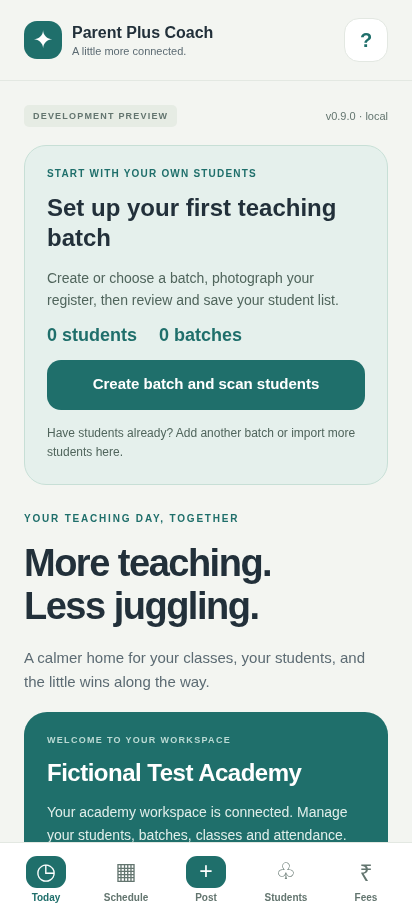 Parent Plus Coach
A little more connected.
?
DEVELOPMENT PREVIEW
v0.9.0 · local
START WITH YOUR OWN STUDENTS
Set up your first teaching
batch
Create or choose a batch, photograph your
register, then review and save your student list.
0 students 0 batches
Create batch and scan students
Have students already? Add another batch or import more
students here.
YOUR TEACHING DAY, TOGETHER
More teaching.
Less juggling.
A calmer home for your classes, your students, and
the little wins along the way.
WELCOME TO YOUR WORKSPACE
Fictional Test Academy
Your academy workspace is connected. Manage
your students, batches, classes and attendance.
+ ₹
Today Schedule Post Students Fees